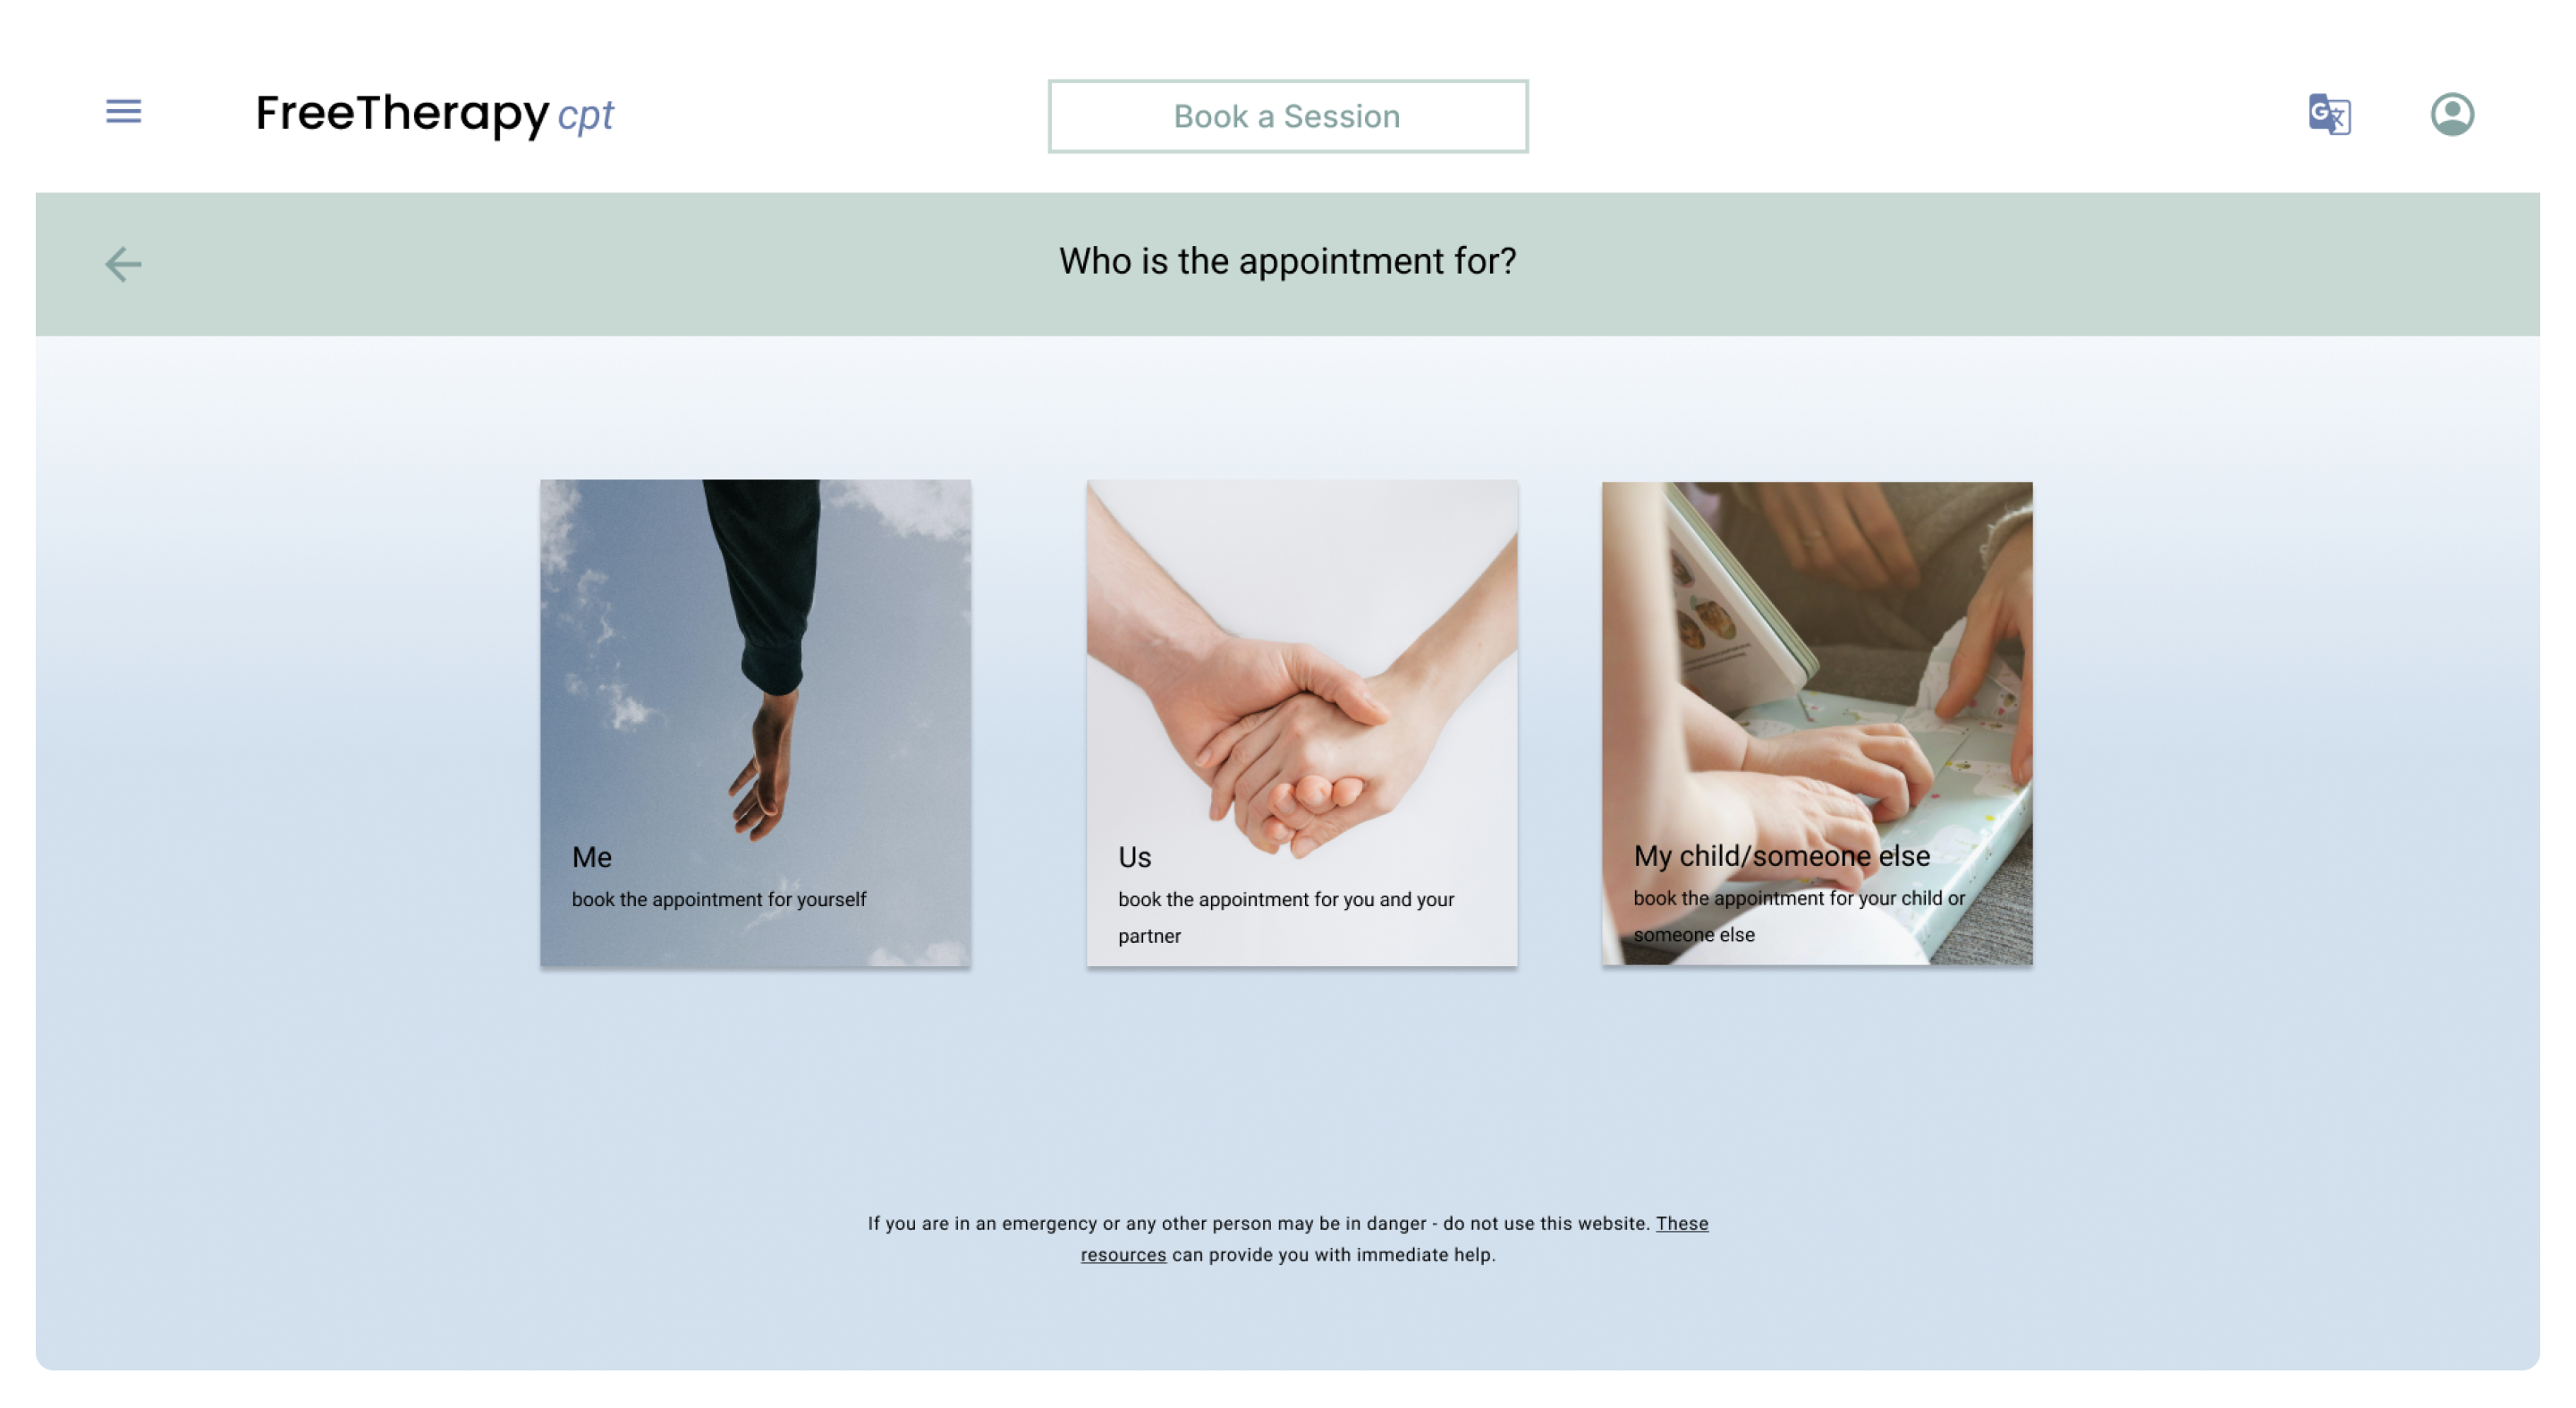 FreeTherapy cpt
Book a Session
Who is the appointment for?
Me
book the appointment for yourself
Us
book the appointment for you and your
partner
My child/someone else
book the appointment for your child or
someone else
If you are in an emergency or any other person may be in danger - do not use this website. These
resources can provide you with immediate help.